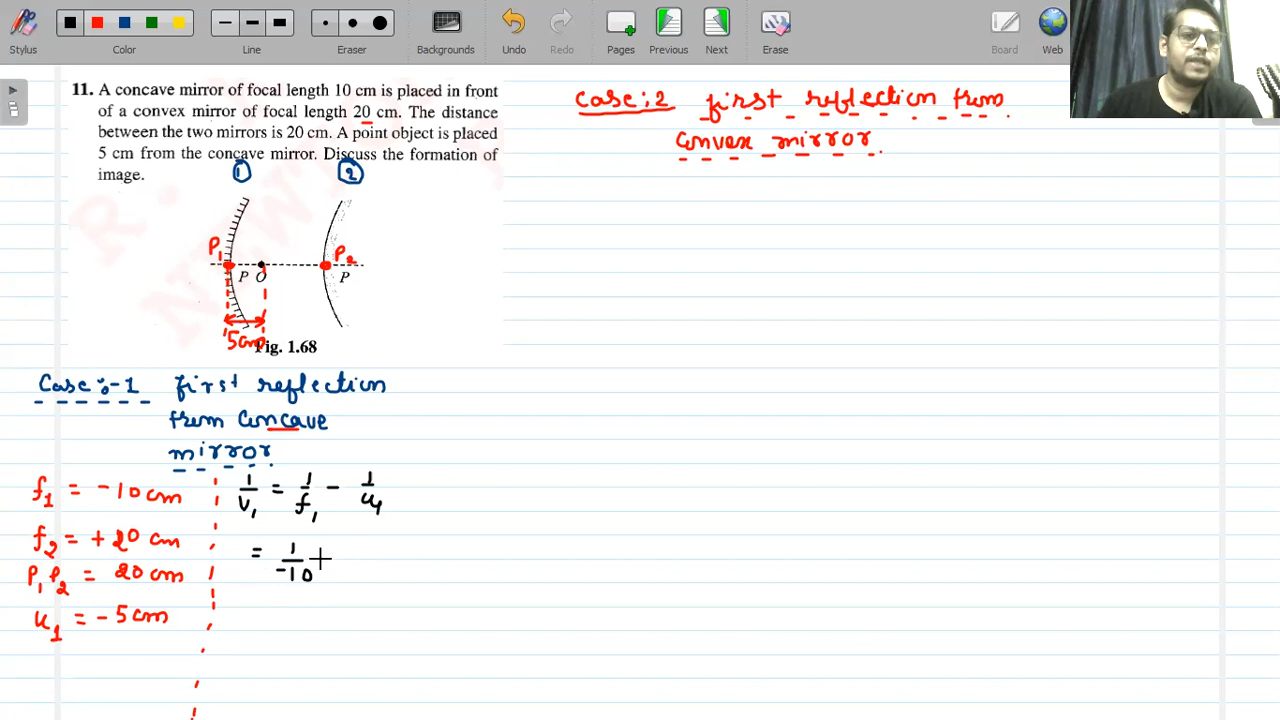 Stylus
Color
Line
Eraser
Backgrounds
Undo
Redo
Pages
Previous
Next
Erase
Board
Web
11. A concave mirror of focal length 10 cm is placed in front
of a convex mirror of focal length 20 cm. The distance
between the two mirrors is 20 cm. A point object is placed
5 cm from the concave mirror. Discuss the formation of
image.
1 2
P1 P2
P O P
5cm
Fig. 1.68
Case :-1 first reflection
from Concave
mirror
f1 = -10 cm
f2 = +20 cm
P1 P2 = 20 cm
u1 = -5 cm
1/v1 = 1/f1 - 1/u1
= 1/-10 +
Case:2 first reflection from
Convex mirror.